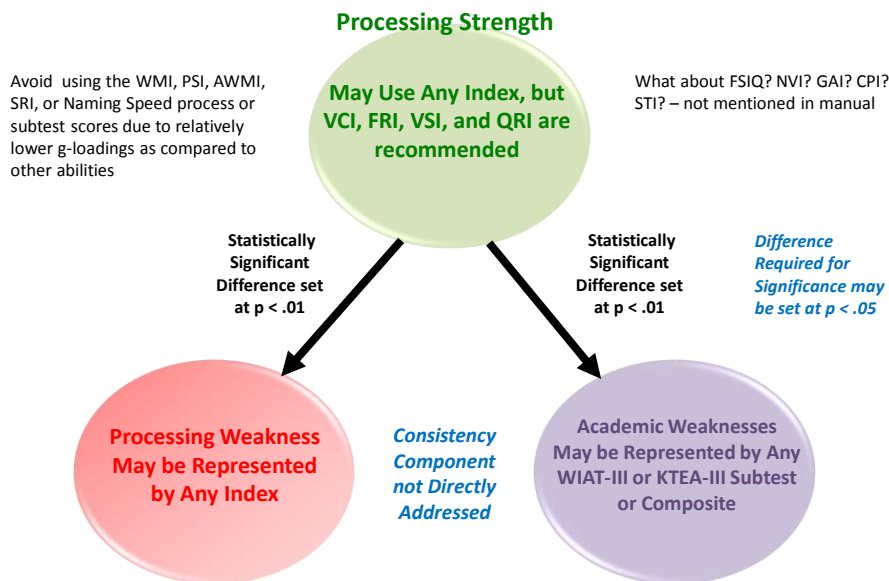 Processing Strength
Avoid using the WMI, PSI, AWMI,
SRI, or Naming Speed process or
subtest scores due to relatively
lower g-loadings as compared to
other abilities
May Use Any Index, but
VCI, FRI, VSI, and QRI are
recommended
What about FSIQ? NVI? GAI? CPI?
STI? – not mentioned in manual
Statistically
Significant
Difference set
at p < .01
Statistically
Significant
Difference set
at p < .01
Difference
Required for
Significance may
be set at p < .05
Processing Weakness
May be Represented
by Any Index
Consistency
Component
not Directly
Addressed
Academic Weaknesses
May be Represented by Any
WIAT-III or KTEA-III Subtest
or Composite